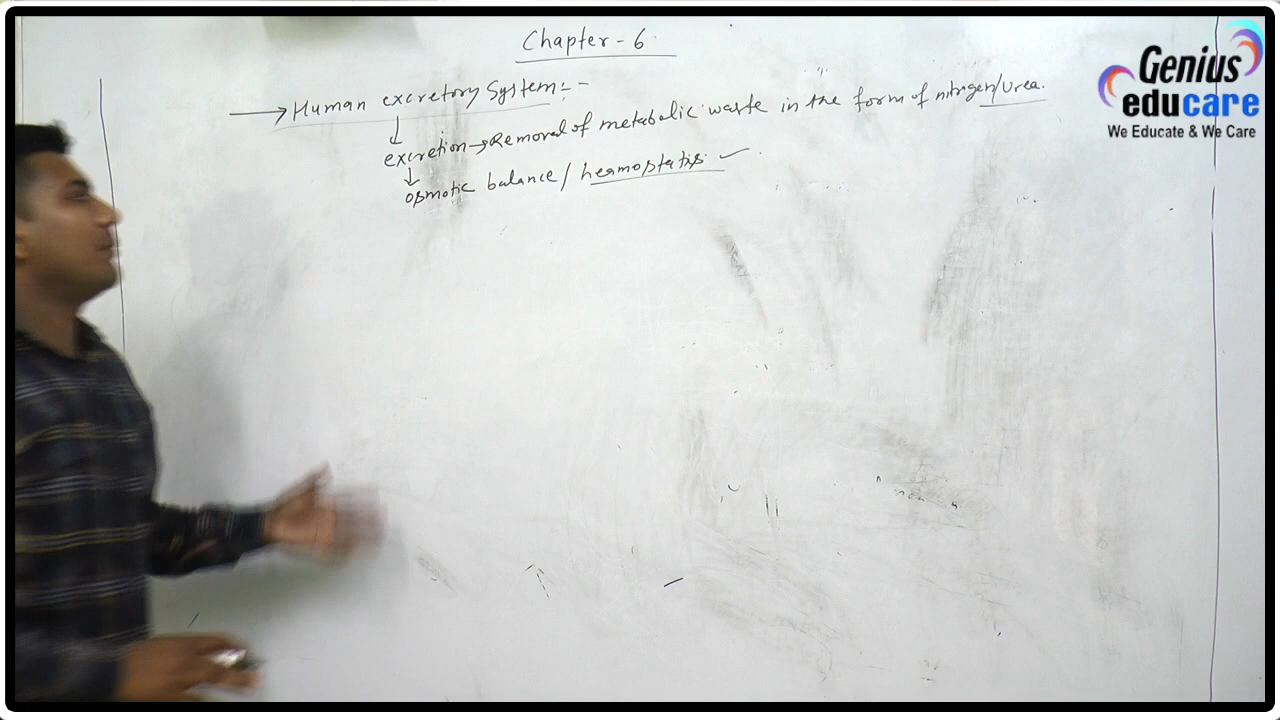 Chapter - 6
→ Human excretory System :-
excretion → Removal of metabolic waste in the form of nitrogen/urea.
osmotic balance / heamostatis. ✓
Genius
educare
We Educate & We Care